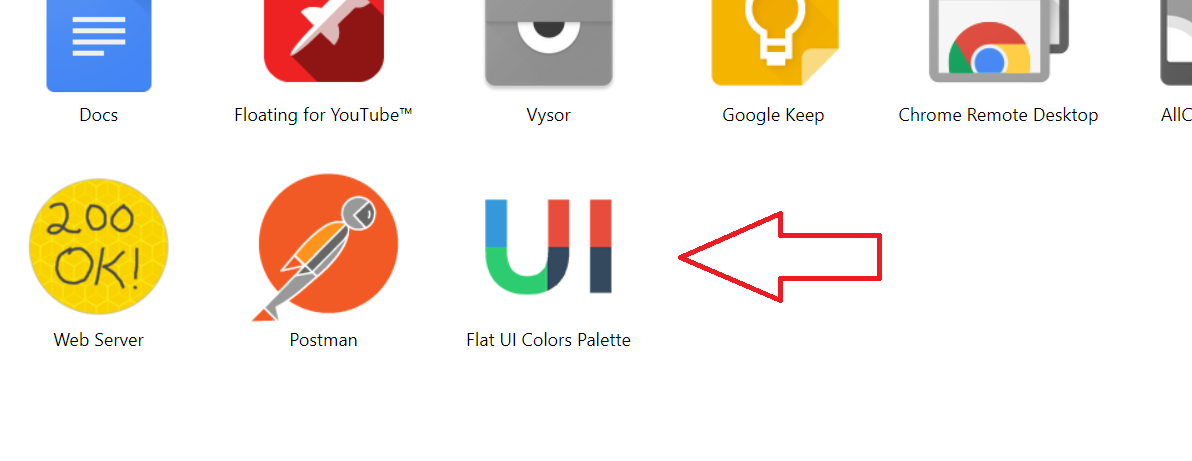 Docs
Floating for YouTube™
Vysor
Google Keep
Chrome Remote Desktop
AllC
200
OK!
UI
Web Server
Postman
Flat UI Colors Palette